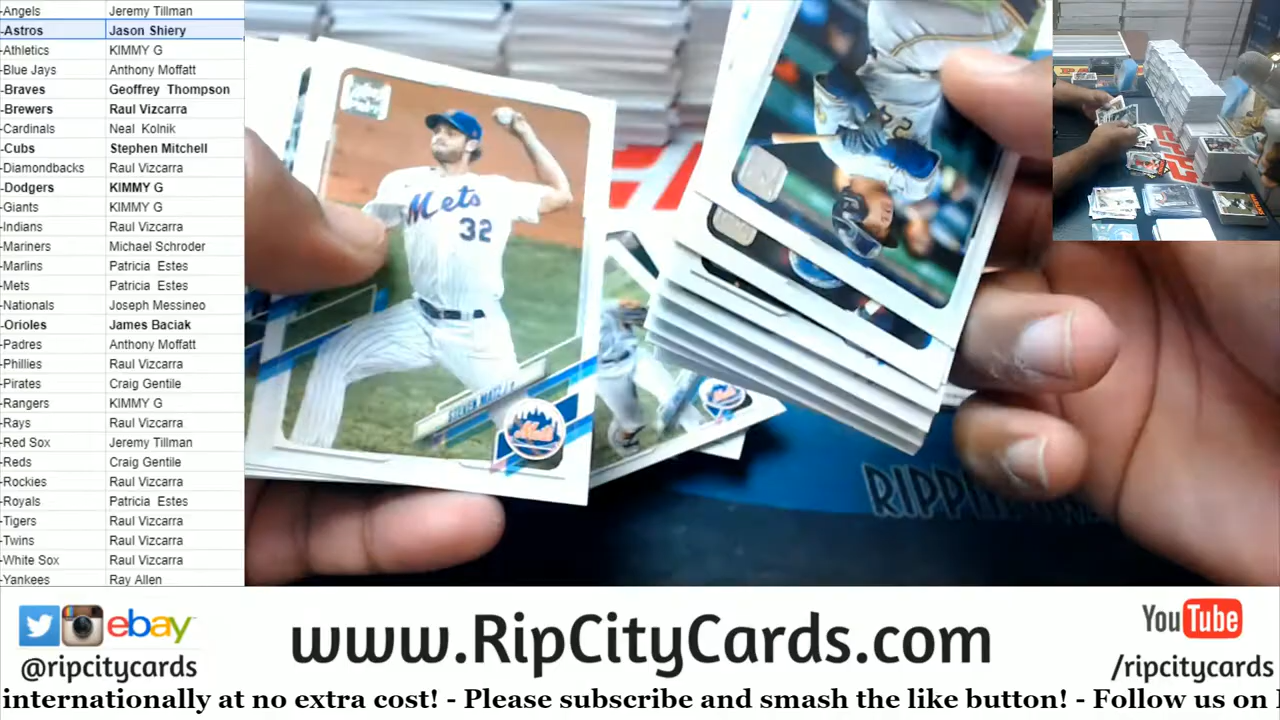 -Angels Jeremy Tillman
-Astros Jason Shiery
-Athletics KIMMY G
-Blue Jays Anthony Moffatt
-Braves Geoffrey Thompson
-Brewers Raul Vizcarra
-Cardinals Neal Kolnik
-Cubs Stephen Mitchell
-Diamondbacks Raul Vizcarra
-Dodgers KIMMY G
-Giants KIMMY G
-Indians Raul Vizcarra
-Mariners Michael Schroder
-Marlins Patricia Estes
-Mets Patricia Estes
-Nationals Joseph Messineo
-Orioles James Baciak
-Padres Anthony Moffatt
-Phillies Raul Vizcarra
-Pirates Craig Gentile
-Rangers KIMMY G
-Rays Raul Vizcarra
-Red Sox Jeremy Tillman
-Reds Craig Gentile
-Rockies Raul Vizcarra
-Royals Patricia Estes
-Tigers Raul Vizcarra
-Twins Raul Vizcarra
-White Sox Raul Vizcarra
-Yankees Ray Allen
Mets
32
Mets
ebay
@ripcitycards
www.RipCityCards.com
YouTube
/ripcitycards
internationally at no extra cost! - Please subscribe and smash the like button! - Follow us on